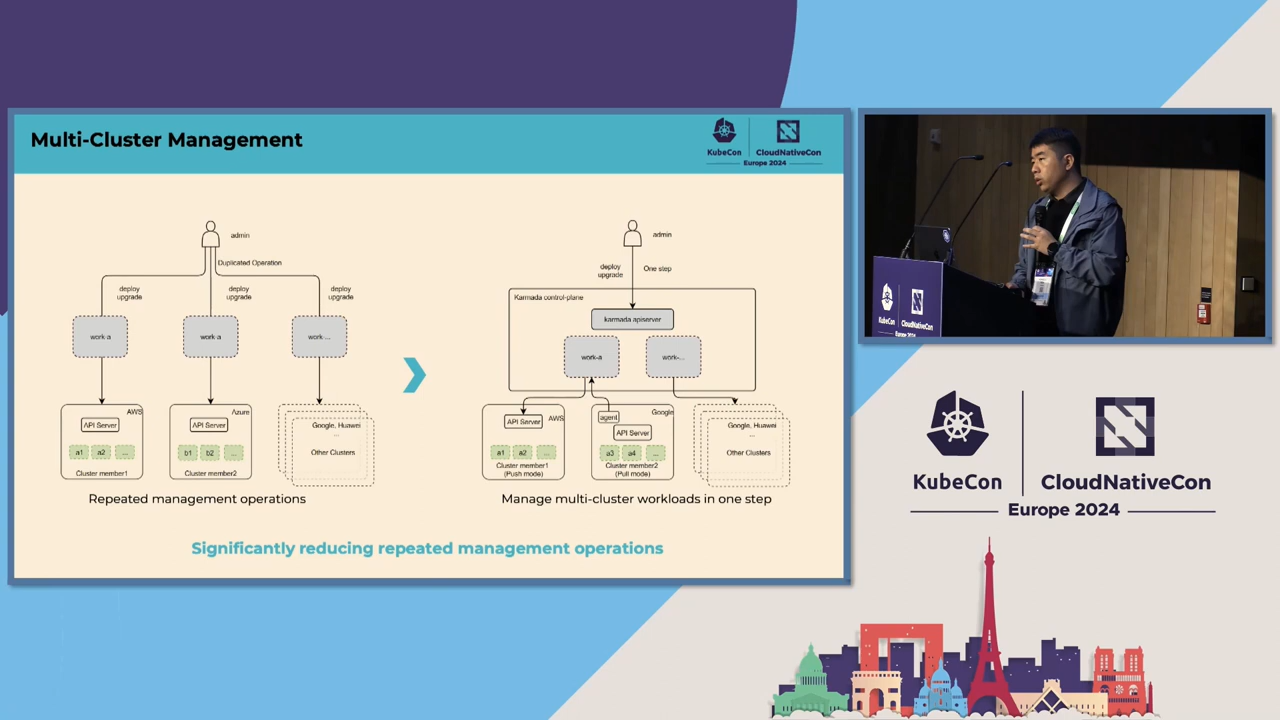 Multi-Cluster Management
KubeCon
CloudNativeCon
Europe 2024
admin
Duplicated Operation
deploy
upgrade
deploy
upgrade
deploy
upgrade
work-a
work-a
work-...
AWS
API Server
a1 a2 ...
Cluster member1
Azure
API Server
b1 b2 ...
Cluster member2
Google, Huawei
...
Other Clusters
Repeated management operations
admin
deploy
upgrade
One step
Karmada control-plane
karmada apiserver
work-a
work-...
AWS
API Server
a1 a2 ...
Cluster member1
(Push mode)
Google
agent
API Server
a3 a4 ...
Cluster member2
(Pull mode)
Google, Huawei
...
Other Clusters
Manage multi-cluster workloads in one step
Significantly reducing repeated management operations
KubeCon
CloudNativeCon
KubeCon
CloudNativeCon
Europe 2024